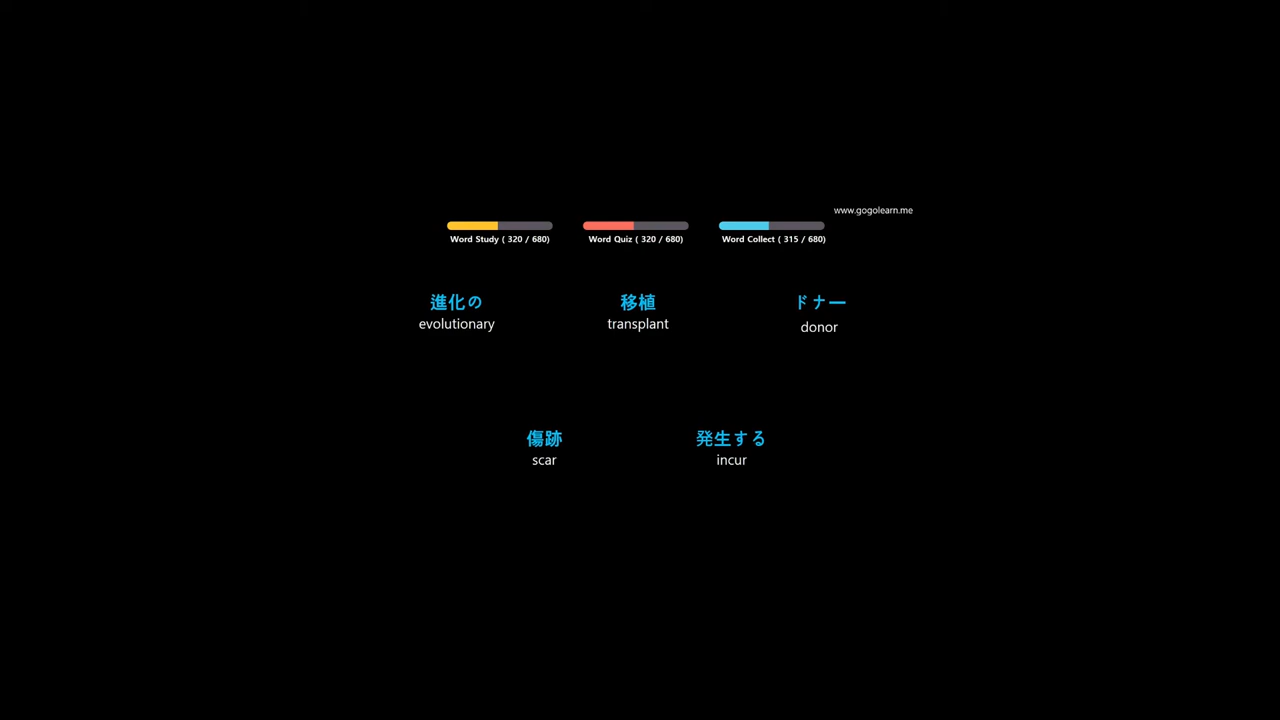 www.gogolearn.me
Word Study ( 320 / 680)
Word Quiz ( 320 / 680)
Word Collect ( 315 / 680)
進化の
evolutionary
移植
transplant
ドナー
donor
傷跡
scar
発生する
incur